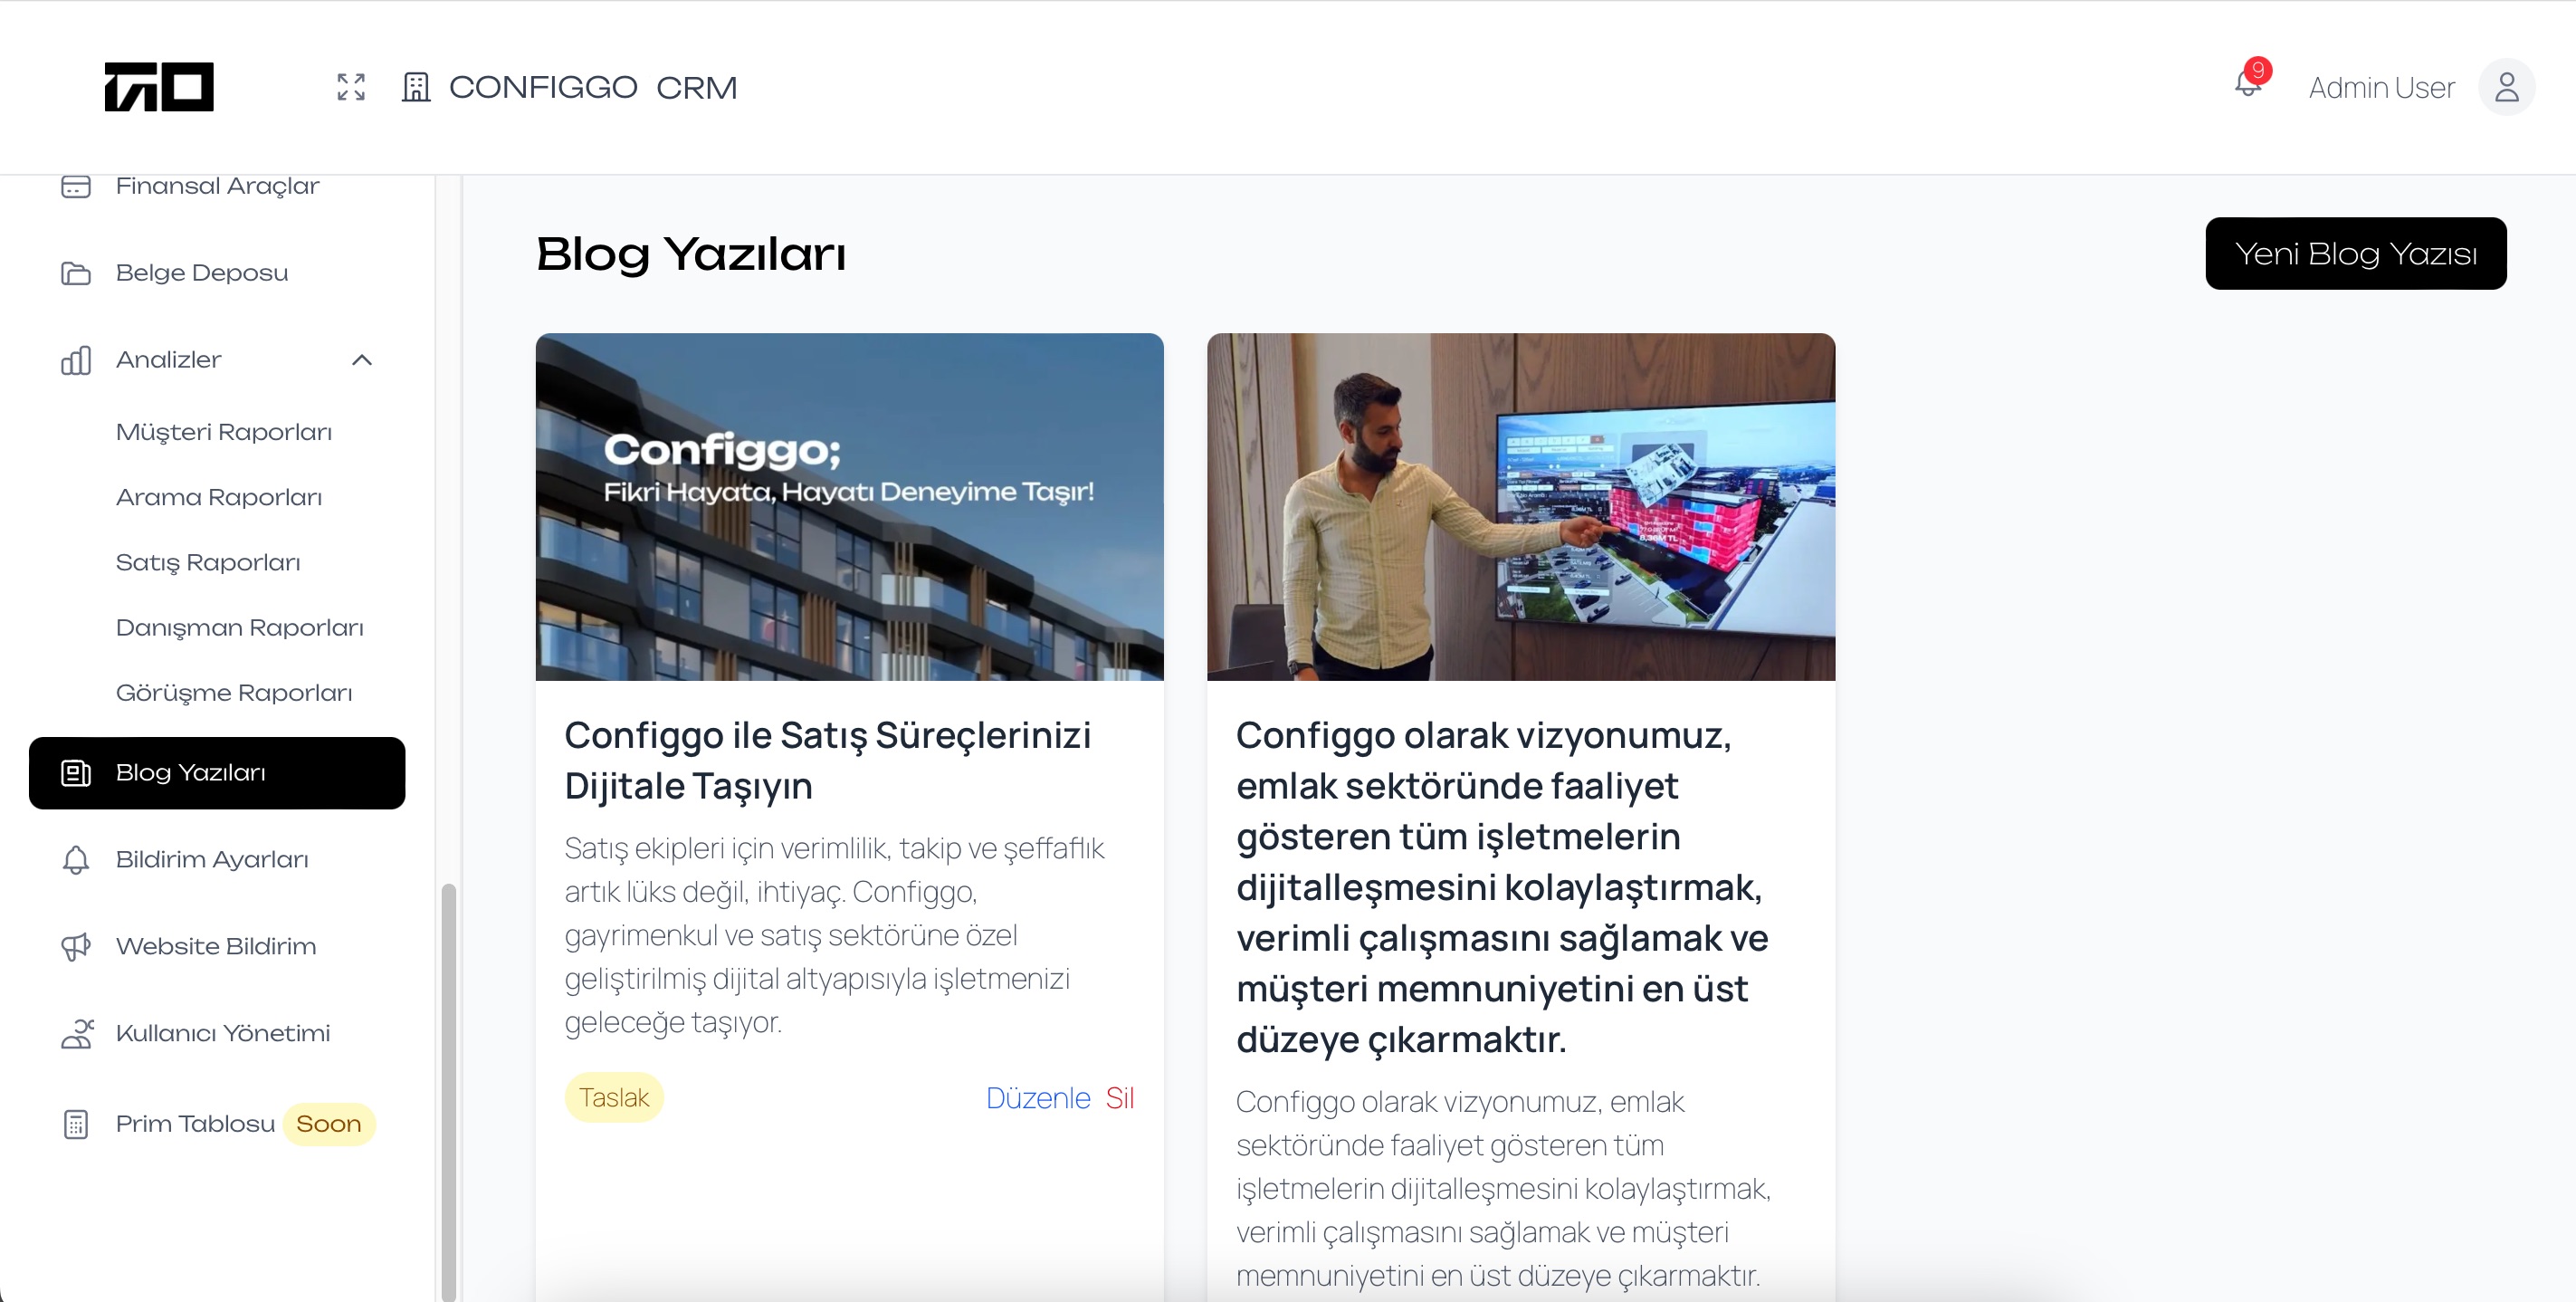 CONFIGGO CRM
9
Admin User
Finansal Araçlar
Belge Deposu
Analizler
Müşteri Raporları
Arama Raporları
Satış Raporları
Danışman Raporları
Görüşme Raporları
Blog Yazıları
Bildirim Ayarları
Website Bildirim
Kullanıcı Yönetimi
Prim Tablosu Soon
Blog Yazıları
Yeni Blog Yazısı
Configgo;
Fikri Hayata, Hayatı Deneyime Taşır!
Configgo ile Satış Süreçlerinizi
Dijitale Taşıyın
Satış ekipleri için verimlilik, takip ve şeffaflık
artık lüks değil, ihtiyaç. Configgo,
gayrimenkul ve satış sektörüne özel
geliştirilmiş dijital altyapısıyla işletmenizi
geleceğe taşıyor.
Taslak
Düzenle Sil
Configgo olarak vizyonumuz,
emlak sektöründe faaliyet
gösteren tüm işletmelerin
dijitalleşmesini kolaylaştırmak,
verimli çalışmasını sağlamak ve
müşteri memnuniyetini en üst
düzeye çıkarmaktır.
Configgo olarak vizyonumuz, emlak
sektöründe faaliyet gösteren tüm
işletmelerin dijitalleşmesini kolaylaştırmak,
verimli çalışmasını sağlamak ve müşteri
memnuniyetini en üst düzeye çıkarmaktır.